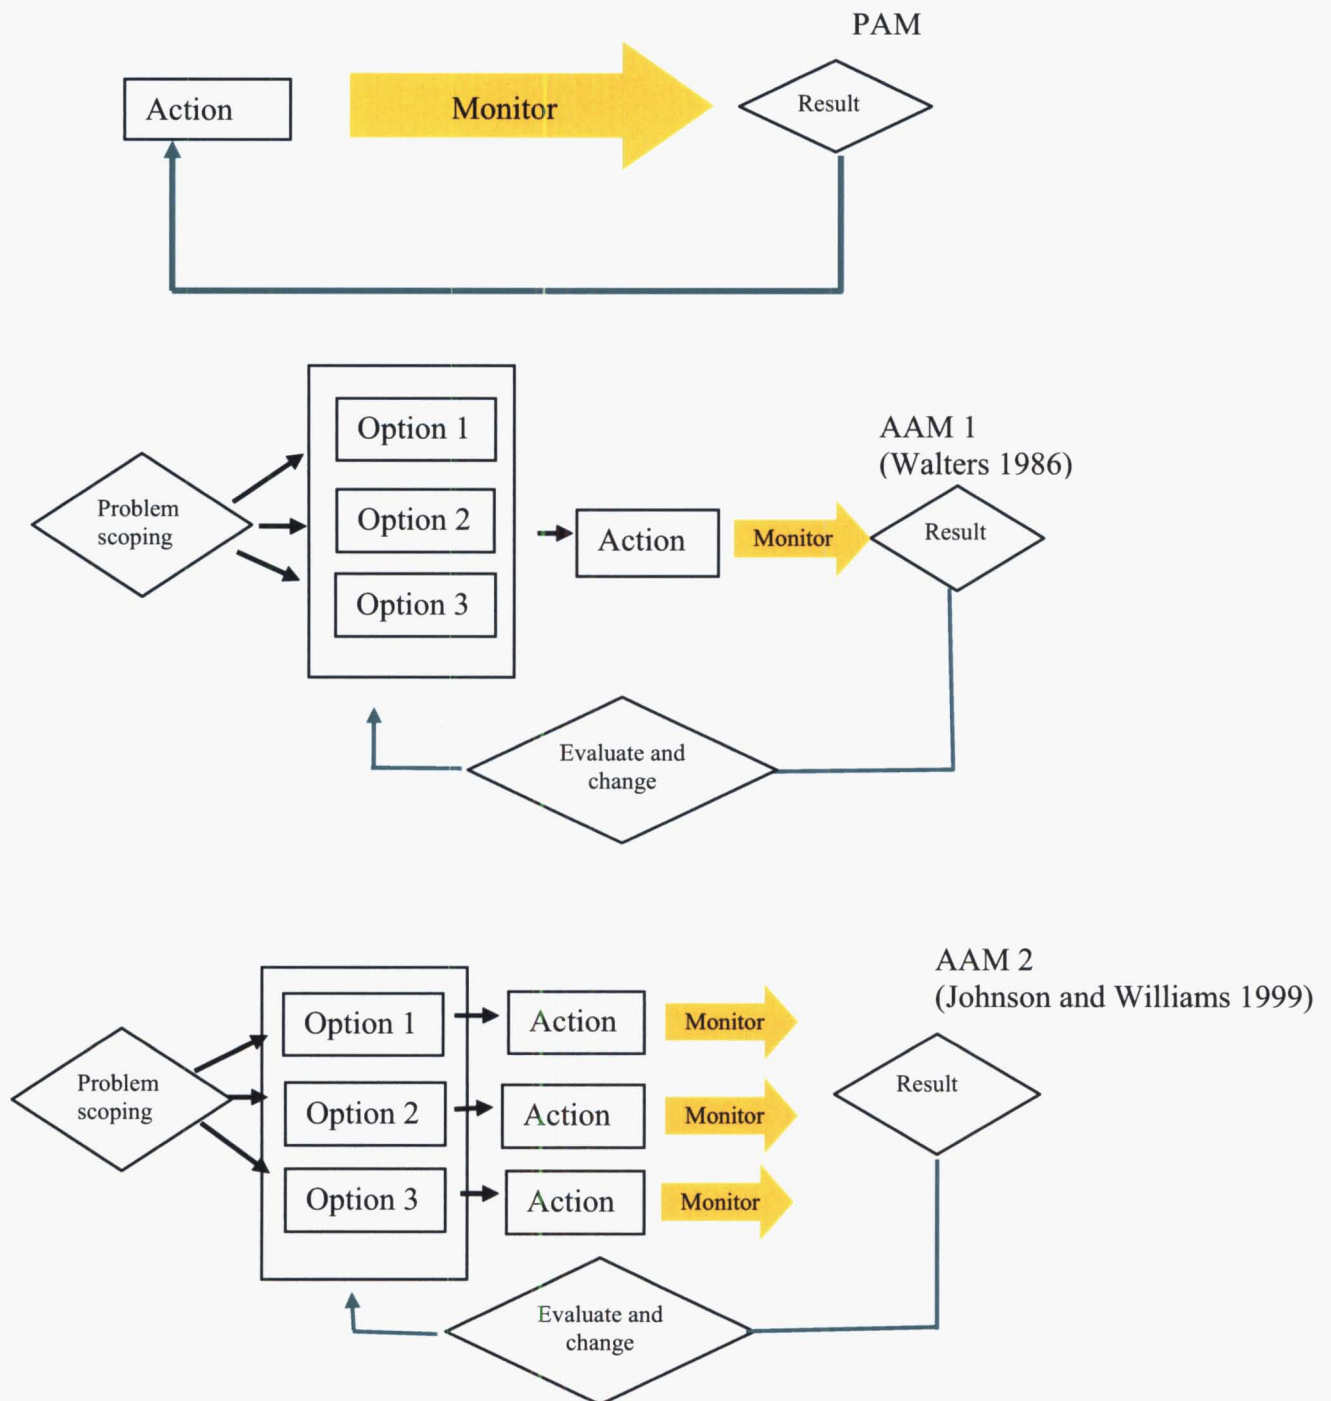 PAM
Action
Monitor
Result
Option 1
Option 2
Option 3
Problem
scoping
AAM 1
(Walters 1986)
Action
Monitor
Result
Evaluate and
change
AAM 2
(Johnson and Williams 1999)
Problem
scoping
Option 1
Action
Monitor
Option 2
Action
Monitor
Option 3
Action
Monitor
Result
Evaluate and
change